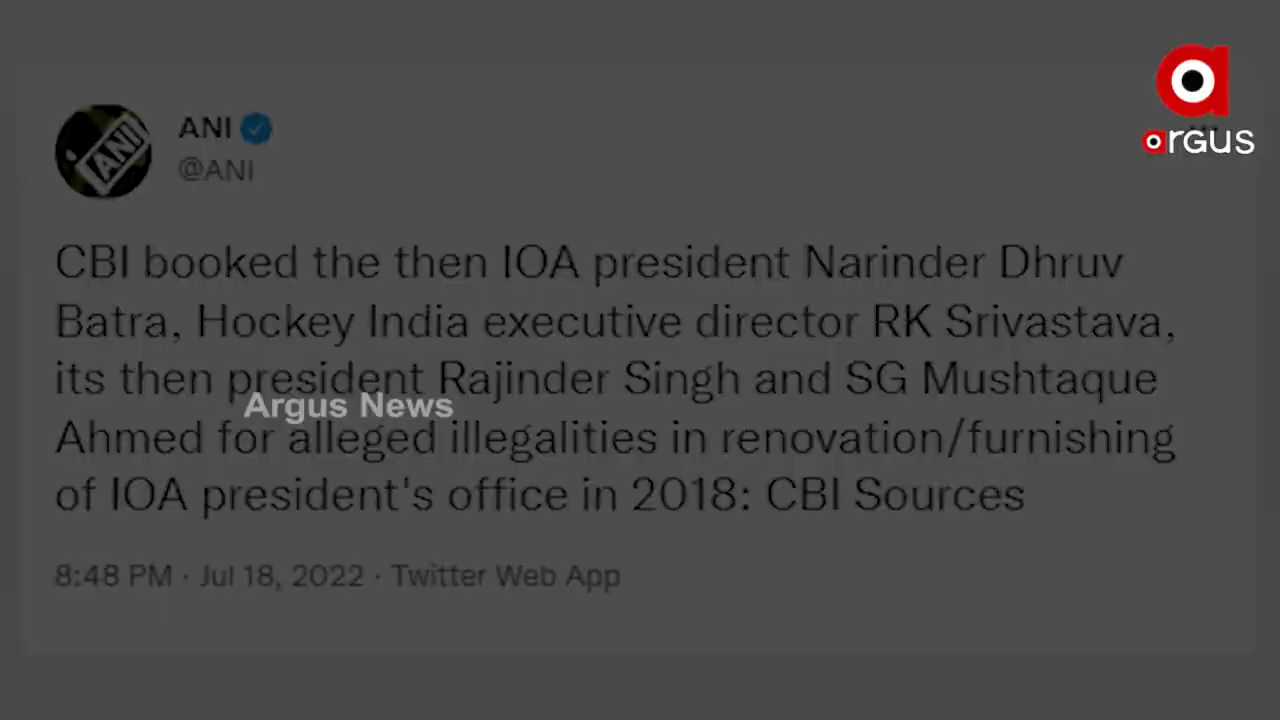 argus
ANI
ANI
@ANI
CBI booked the then IOA president Narinder Dhruv
Batra, Hockey India executive director RK Srivastava,
its then president Rajinder Singh and SG Mushtaque
Argus News
Ahmed for alleged illegalities in renovation/furnishing
of IOA president's office in 2018: CBI Sources
8:48 PM · Jul 18, 2022 · Twitter Web App